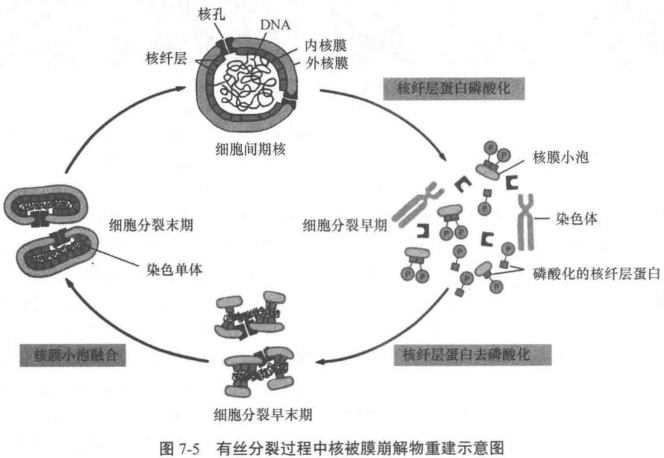 核孔
DNA
核纤层
内核膜
外核膜
核纤层蛋白磷酸化
细胞间期核
P P
核膜小泡
P
细胞分裂末期
细胞分裂早期
染色体
P P
P
P
染色单体
P P
P
P
磷酸化的核纤层蛋白
核膜小泡融合
核纤层蛋白去磷酸化
细胞分裂早末期
图 7-5 有丝分裂过程中核被膜崩解物重建示意图